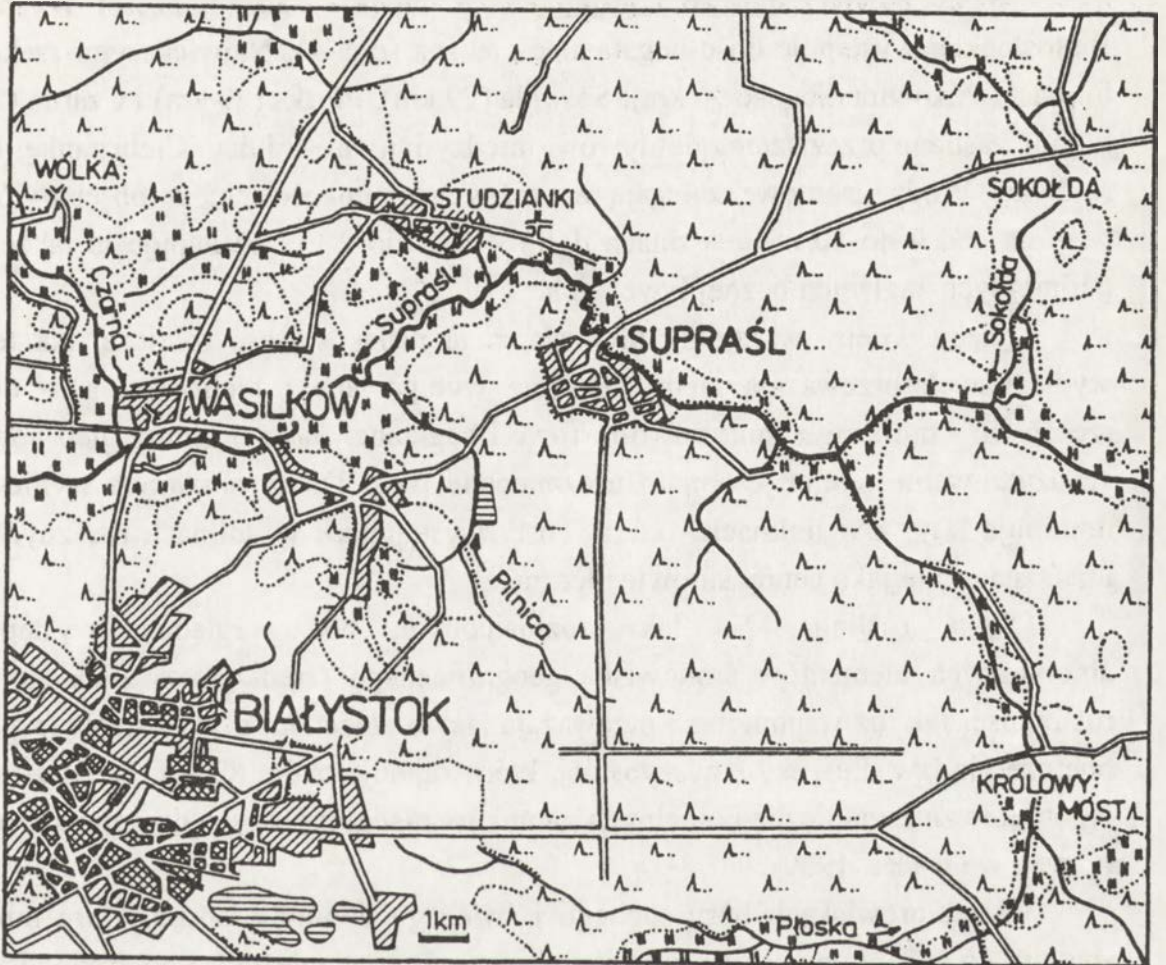 WÓLKA
STUDZIANKI
SOKOŁDA
Czarna
Supraśl
Sokołda
SUPRAŚL
WASILKÓW
Pilnica
BIAŁYSTOK
KRÓLOWY
MOST
1km
Płoska